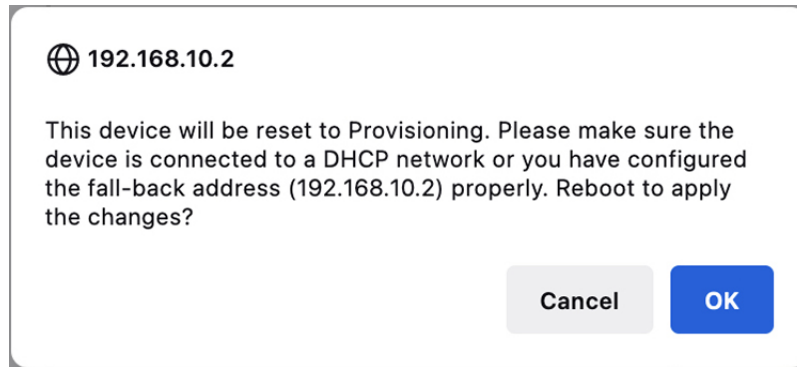 192.168.10.2
This device will be reset to Provisioning. Please make sure the
device is connected to a DHCP network or you have configured
the fall-back address (192.168.10.2) properly. Reboot to apply
the changes?
Cancel
OK